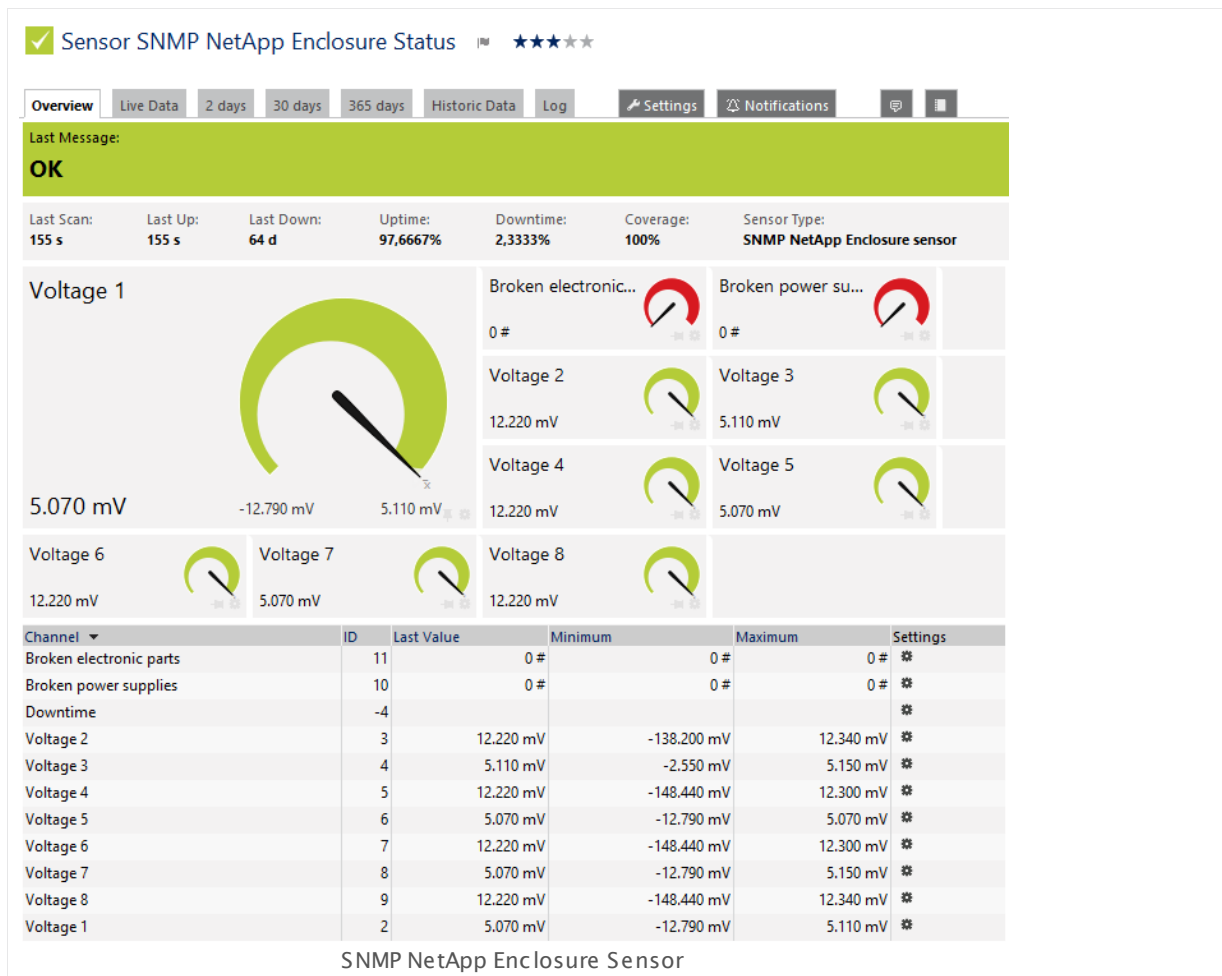 Sensor SNMP NetApp Enclosure Status
Overview Live Data 2 days 30 days 365 days Historic Data Log Settings Notifications
Last Message:
OK
Last Scan: Last Up: Last Down: Uptime: Downtime: Coverage: Sensor Type:
155 s 155 s 64 d 97,6667% 2,3333% 100% SNMP NetApp Enclosure sensor
Voltage 1
5.070 mV
-12.790 mV 5.110 mV
Broken electronic... Broken power su...
0 # 0 #
Voltage 2 Voltage 3
12.220 mV 5.110 mV
Voltage 4 Voltage 5
12.220 mV 5.070 mV
Voltage 6 Voltage 7 Voltage 8
12.220 mV 5.070 mV 12.220 mV
Channel ID Last Value Minimum Maximum Settings
Broken electronic parts 11 0 # 0 # 0 #
Broken power supplies 10 0 # 0 # 0 #
Downtime -4
Voltage 2 3 12.220 mV -138.200 mV 12.340 mV
Voltage 3 4 5.110 mV -2.550 mV 5.150 mV
Voltage 4 5 12.220 mV -148.440 mV 12.300 mV
Voltage 5 6 5.070 mV -12.790 mV 5.070 mV
Voltage 6 7 12.220 mV -148.440 mV 12.300 mV
Voltage 7 8 5.070 mV -12.790 mV 5.150 mV
Voltage 8 9 12.220 mV -148.440 mV 12.340 mV
Voltage 1 2 5.070 mV -12.790 mV 5.110 mV
SNMP NetApp Enclosure Sensor